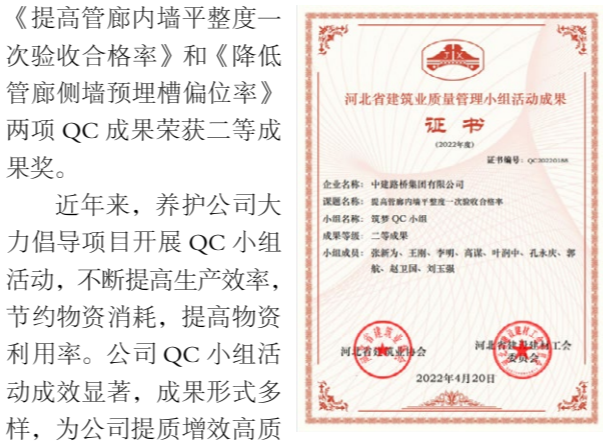 《提高管廊内墙平整度一
次验收合格率》和《降低
管廊侧墙预埋槽偏位率》
两项 QC 成果荣获二等成
果奖。
近年来，养护公司大
力倡导项目开展 QC 小组
活动，不断提高生产效率，
节约物资消耗，提高物资
利用率。公司 QC 小组活
动成效显著，成果形式多
样，为公司提质增效高质
河北省建筑业质量管理小组活动成果
证书
(2022年度)
证书编号：QC20220188
企业名称：中建路桥集团有限公司
课题名称：提高管廊内墙平整度一次验收合格率
小组名称：筑梦 QC 小组
成果等级：二等成果
小组成员：张新为、王刚、李明、高谋、叶润中、孔永庆、郭
航、赵卫国、刘玉强
河北省建筑业协会
河北省建设建材工会
委员会
2022年4月20日